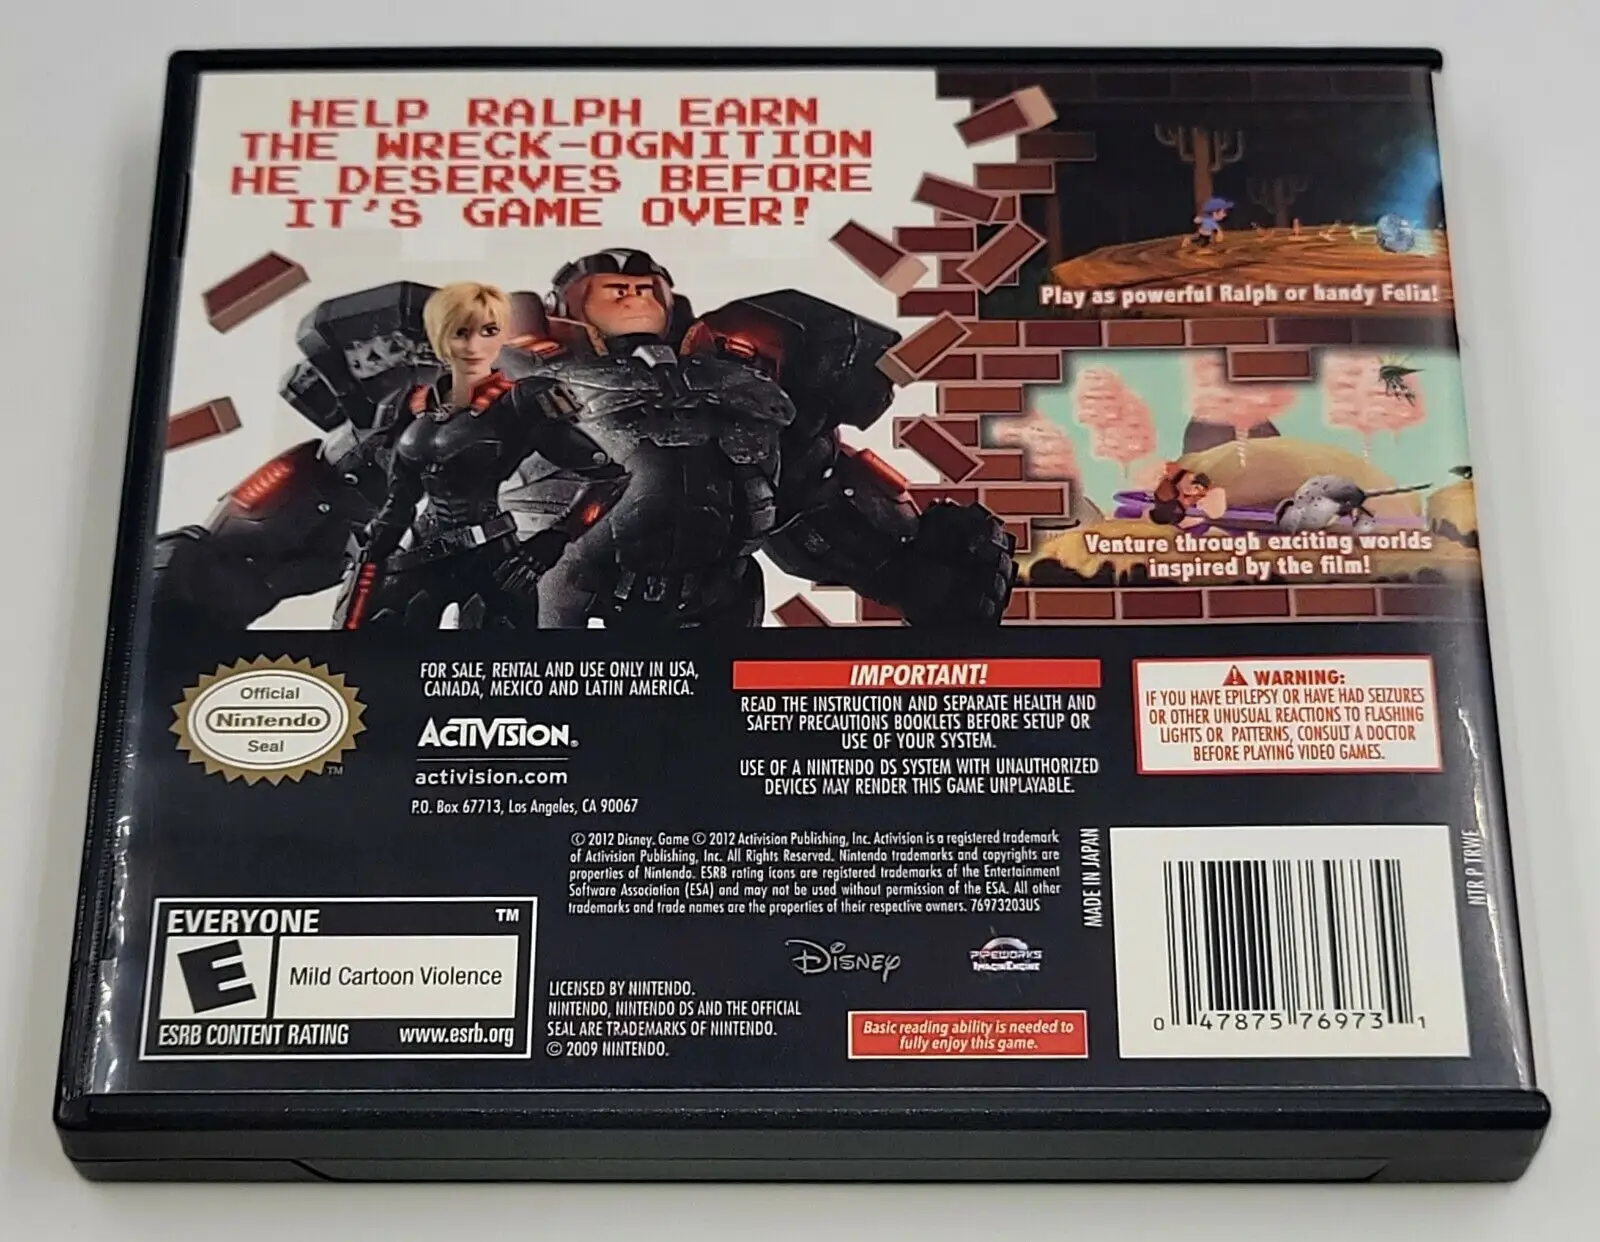 HELP RALPH EARN
THE WRECK-OGNITION
HE DESERVES BEFORE
IT'S GAME OVER!
Play as powerful Ralph or handy Felix!
Venture through exciting worlds
inspired by the film!
Official
Nintendo
Seal
TM
FOR SALE, RENTAL AND USE ONLY IN USA,
CANADA, MEXICO AND LATIN AMERICA.
ACTIVISION®
activision.com
P.O. Box 67713, Los Angeles, CA 90067
IMPORTANT!
READ THE INSTRUCTION AND SEPARATE HEALTH AND
SAFETY PRECAUTIONS BOOKLETS BEFORE SETUP OR
USE OF YOUR SYSTEM.
USE OF A NINTENDO DS SYSTEM WITH UNAUTHORIZED
DEVICES MAY RENDER THIS GAME UNPLAYABLE.
WARNING:
IF YOU HAVE EPILEPSY OR HAVE HAD SEIZURES
OR OTHER UNUSUAL REACTIONS TO FLASHING
LIGHTS OR PATTERNS, CONSULT A DOCTOR
BEFORE PLAYING VIDEO GAMES.
© 2012 Disney. Game © 2012 Activision Publishing, Inc. Activision is a registered trademark
of Activision Publishing, Inc. All Rights Reserved. Nintendo trademarks and copyrights are
properties of Nintendo. ESRB rating icons are registered trademarks of the Entertainment
Software Association (ESA) and may not be used without permission of the ESA. All other
trademarks and trade names are the properties of their respective owners. 76973203US
MADE IN JAPAN
NTR P TRWE
EVERYONE
TM
E
Mild Cartoon Violence
ESRB CONTENT RATING www.esrb.org
LICENSED BY NINTENDO.
NINTENDO, NINTENDO DS AND THE OFFICIAL
SEAL ARE TRADEMARKS OF NINTENDO.
© 2009 NINTENDO.
Disney
PIPEWORKS
IMAGINENGINE
Basic reading ability is needed to
fully enjoy this game.
0 47875 76973 1